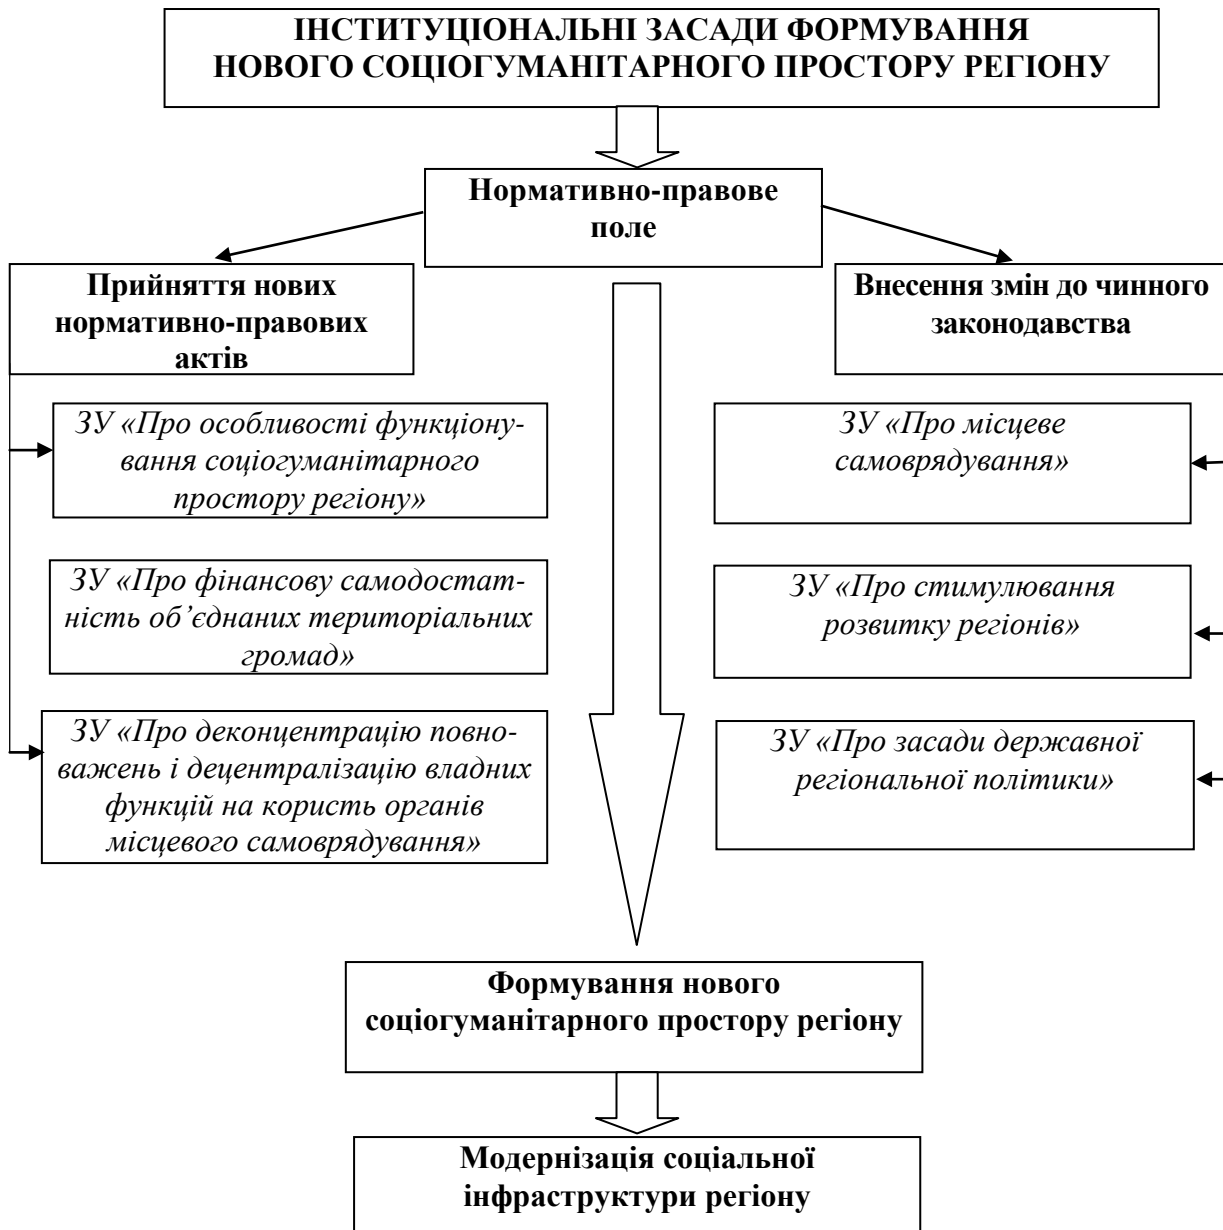 ІНСТИТУЦІОНАЛЬНІ ЗАСАДИ ФОРМУВАННЯ
НОВОГО СОЦІОГУМАНІТАРНОГО ПРОСТОРУ РЕГІОНУ
Нормативно-правове
поле
Прийняття нових
нормативно-правових
актів
Внесення змін до чинного
законодавства
ЗУ «Про особливості функціону-
вання соціогуманітарного
простору регіону»
ЗУ «Про фінансову самодостат-
ність об’єднаних територіальних
громад»
ЗУ «Про деконцентрацію повно-
важень і децентралізацію владних
функцій на користь органів
місцевого самоврядування»
ЗУ «Про місцеве
самоврядування»
ЗУ «Про стимулювання
розвитку регіонів»
ЗУ «Про засади державної
регіональної політики»
Формування нового
соціогуманітарного простору регіону
Модернізація соціальної
інфраструктури регіону